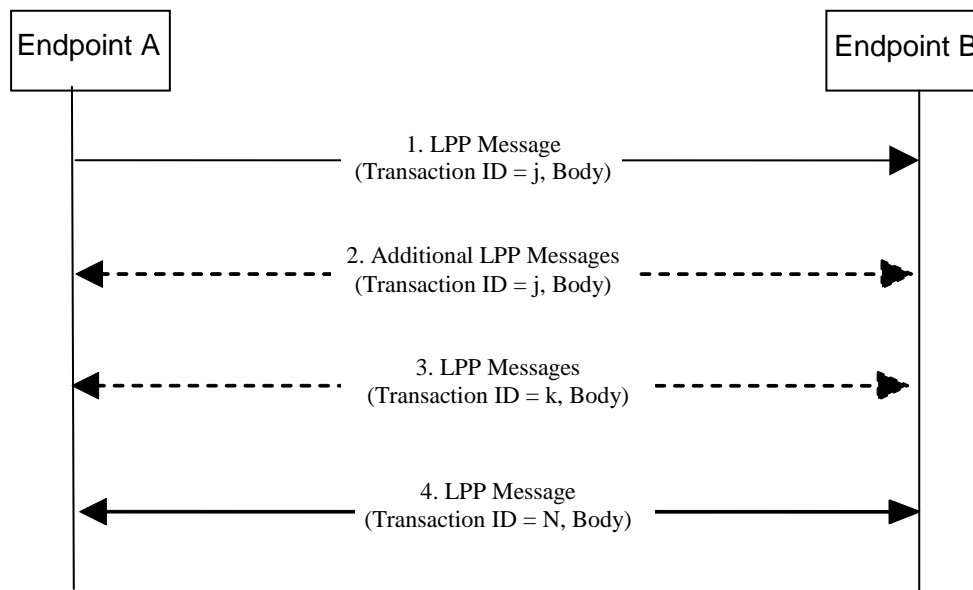 Endpoint A
Endpoint B
1. LPP Message
(Transaction ID = j, Body)
2. Additional LPP Messages
(Transaction ID = j, Body)
3. LPP Messages
(Transaction ID = k, Body)
4. LPP Message
(Transaction ID = N, Body)